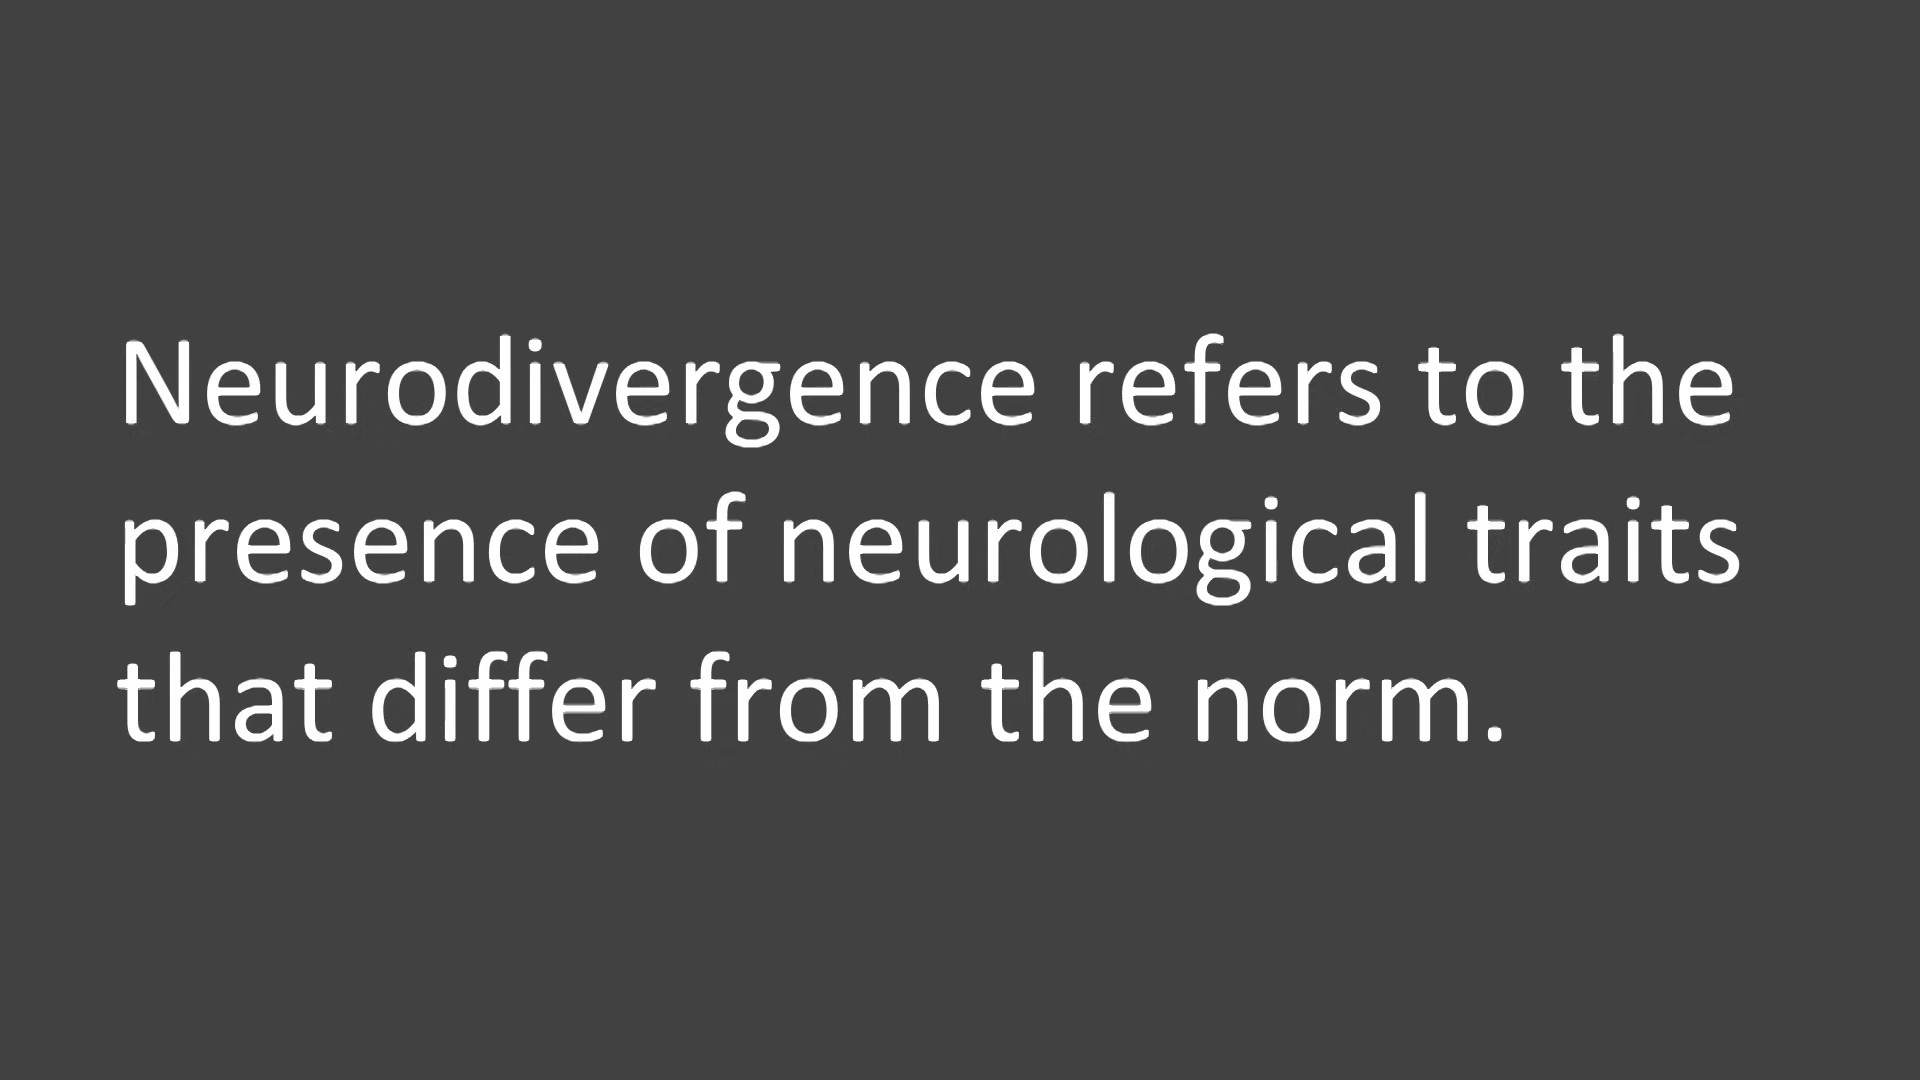 Neurodivergence refers to the
presence of neurological traits
that differ from the norm.